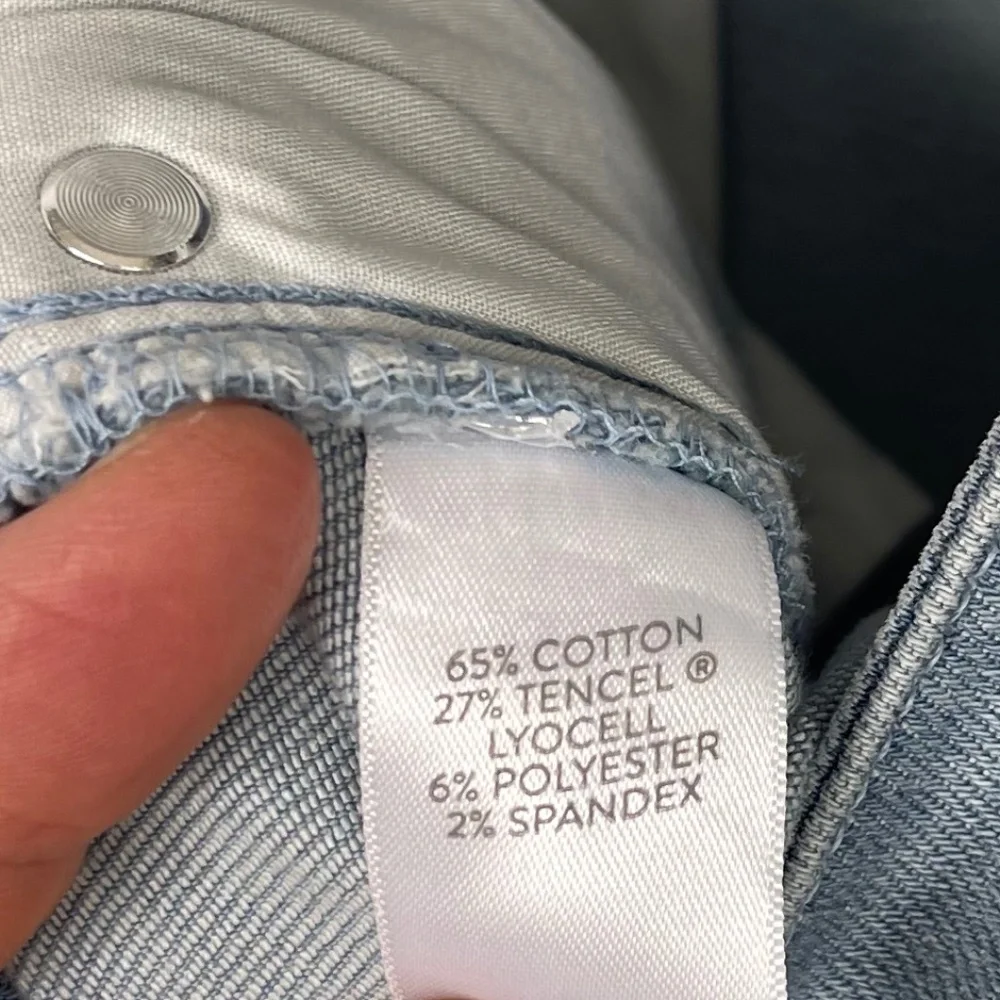 65% COTTON
27% TENCEL ®
LYOCELL
6% POLYESTER
2% SPANDEX